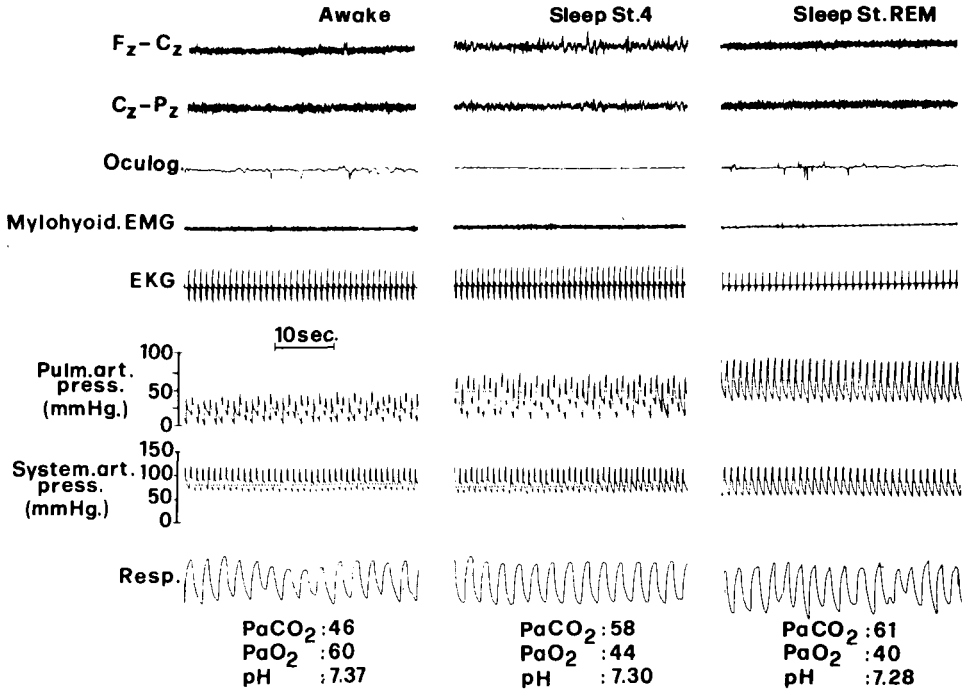 Awake Sleep St.4 Sleep St.REM
Fz-Cz
Cz-Pz
Oculog.
Mylohyoid.EMG
EKG
10sec.
Pulm.art.
press.
(mmHg.)
100
50
0
System.art.
press.
(mmHg.)
150
100
50
0
Resp.
PaCO2:46 PaCO2:58 PaCO2:61
PaO2:60 PaO2:44 PaO2:40
pH :7.37 pH :7.30 pH :7.28